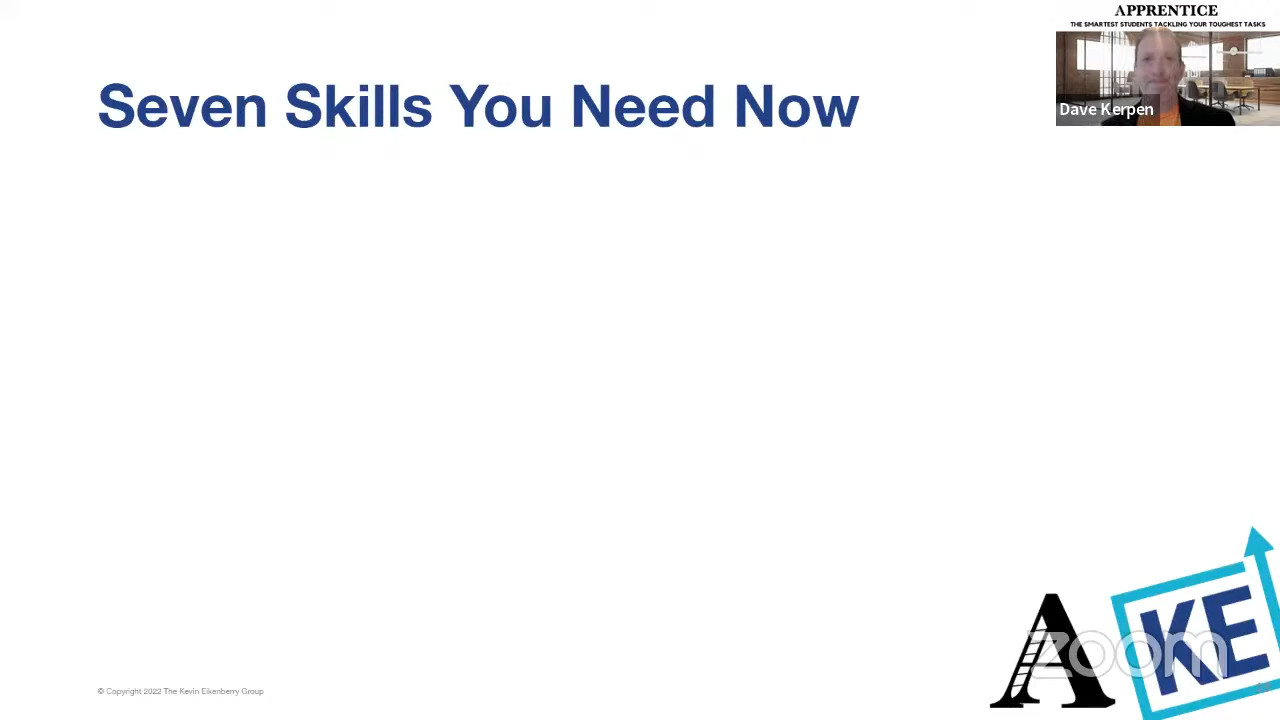 APPRENTICE
THE SMARTEST STUDENTS TACKLING YOUR TOUGHEST TASKS
Seven Skills You Need Now
Dave Kerpen
A
KE
zoom
© Copyright 2022 The Kevin Eikenberry Group